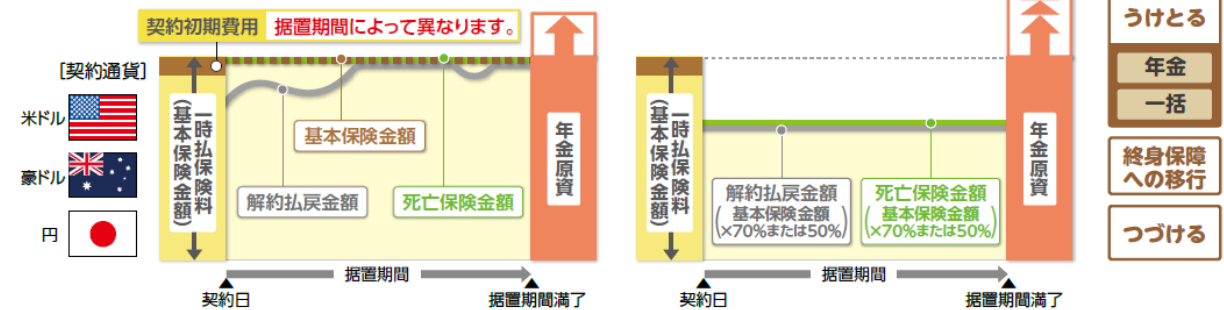 契約初期費用 据置期間によって異なります。
[契約通貨]
米ドル
豪ドル
円
一時払保険料
(基本保険金額)
基本保険金額
解約払戻金額
死亡保険金額
年金原資
契約日
据置期間
据置期間満了
一時払保険料
(基本保険金額)
解約払戻金額
(基本保険金額
×70%または50%)
死亡保険金額
(基本保険金額
×70%または50%)
年金原資
契約日
据置期間
据置期間満了
うけとる
年金
一括
終身保障
への移行
つづける